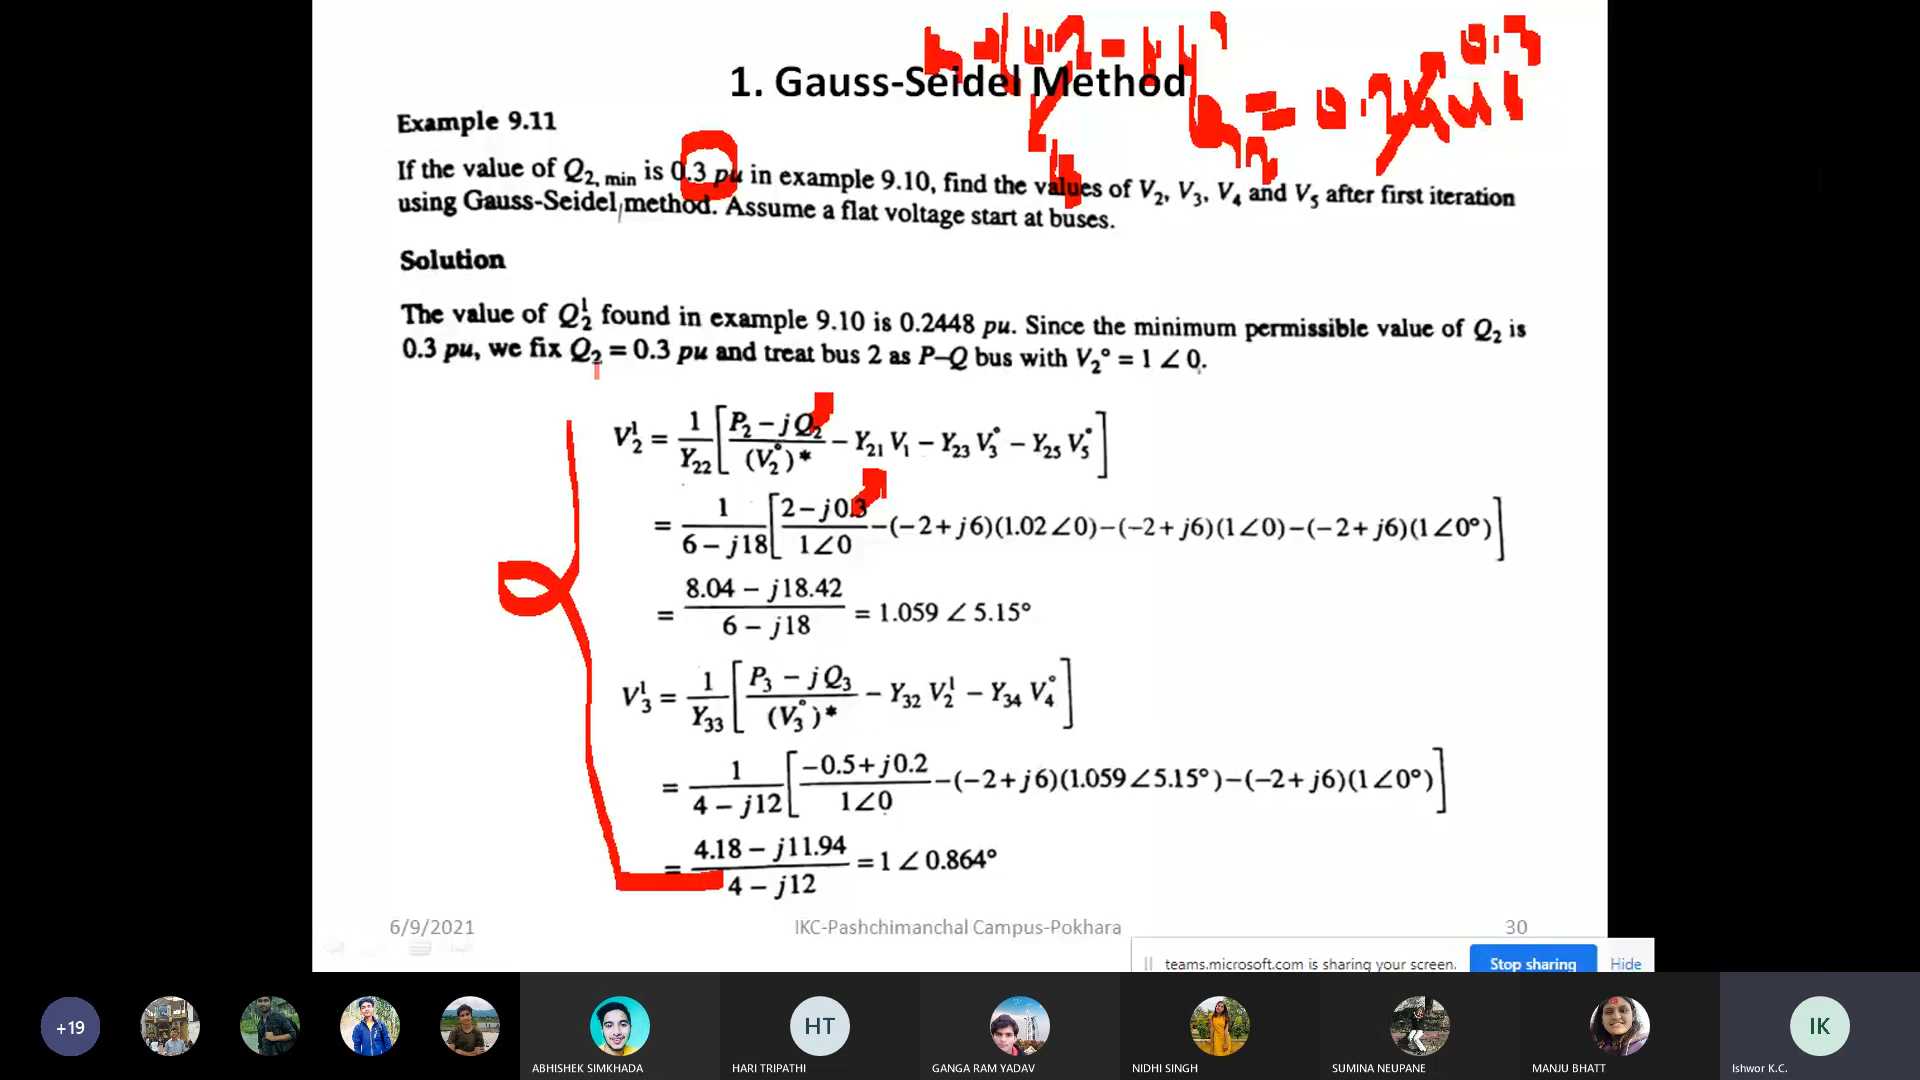 1. Gauss-Seidel Method
Example 9.11
If the value of Q₂, min is 0.3 pu in example 9.10, find the values of V₂, V₃, V₄ and V₅ after first iteration
using Gauss-Seidel method. Assume a flat voltage start at buses.
Solution
The value of Q₂¹ found in example 9.10 is 0.2448 pu. Since the minimum permissible value of Q₂ is
0.3 pu, we fix Q₂ = 0.3 pu and treat bus 2 as P–Q bus with V₂° = 1 ∠ 0.
V₂¹ = 1/Y₂₂ [ (P₂ – jQ₂)/(V₂°)* – Y₂₁ V₁ – Y₂₃ V₃° – Y₂₅ V₅° ]
= 1/(6 – j18) [ (2 – j0.3)/(1∠0) – (–2 + j6)(1.02 ∠0) – (–2 + j6)(1∠0) – (–2 + j6)(1∠0°) ]
= (8.04 – j18.42)/(6 – j18) = 1.059 ∠ 5.15°
V₃¹ = 1/Y₃₃ [ (P₃ – jQ₃)/(V₃°)* – Y₃₂ V₂¹ – Y₃₄ V₄° ]
= 1/(4 – j12) [ (–0.5 + j0.2)/(1∠0) – (–2 + j6)(1.059 ∠5.15°) – (–2 + j6)(1∠0°) ]
= (4.18 – j11.94)/(4 – j12) = 1 ∠ 0.864°
6/9/2021 IKC-Pashchimanchal Campus-Pokhara 30
teams.microsoft.com is sharing your screen. Stop sharing Hide
+19 HT IK
ABHISHEK SIMKHADA HARI TRIPATHI GANGA RAM YADAV NIDHI SINGH SUMINA NEUPANE MANJU BHATT Ishwor K.C.